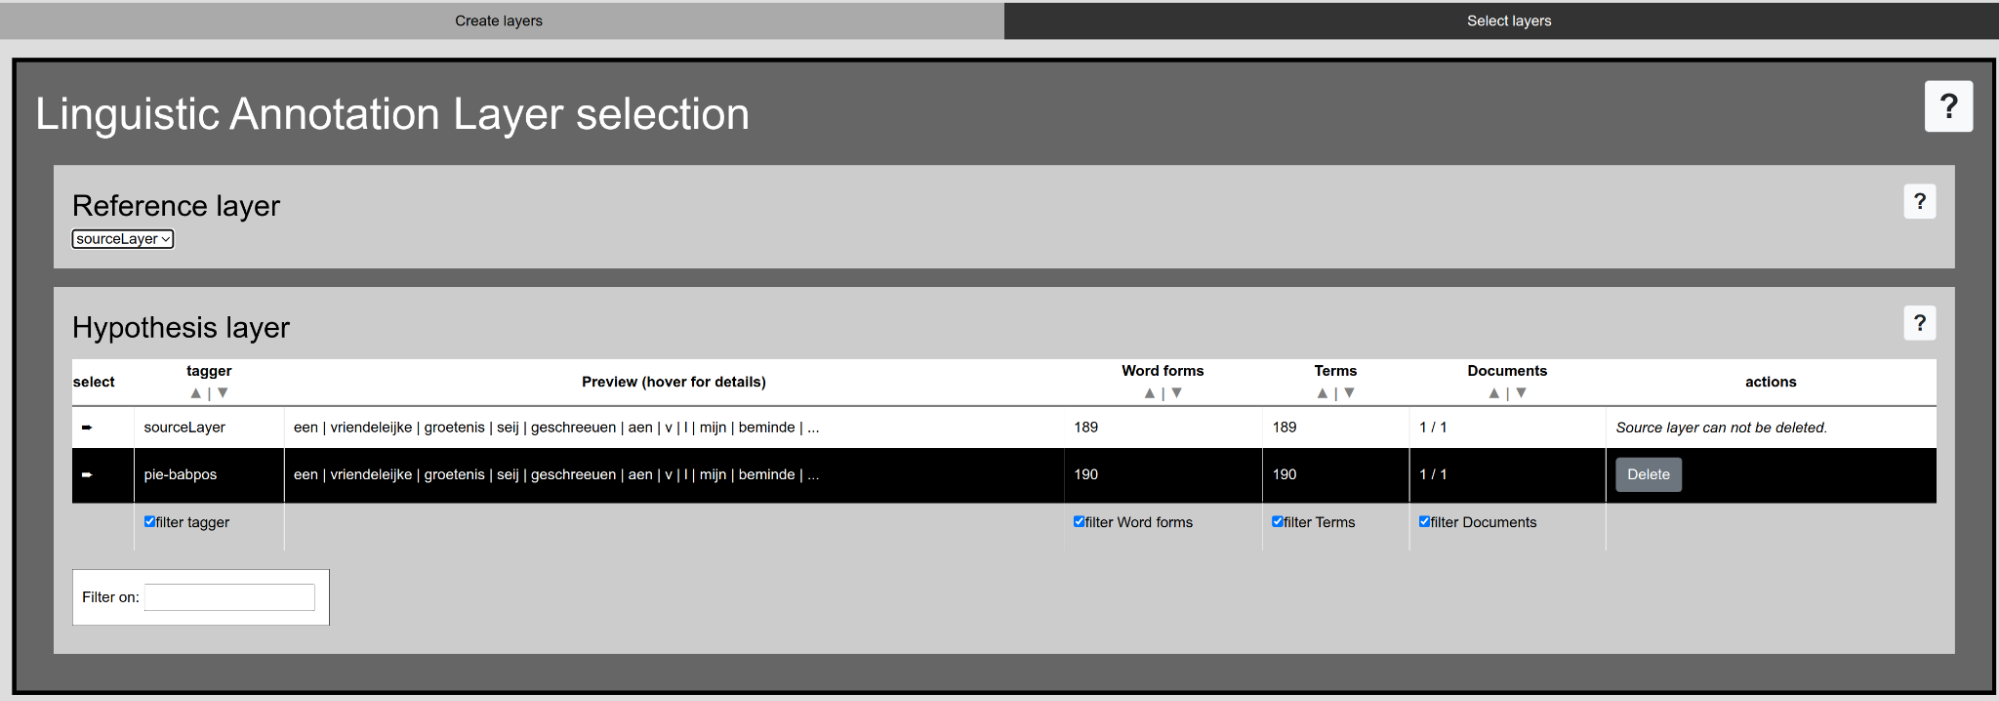 Create layers
Select layers
Linguistic Annotation Layer selection
?
Reference layer
?
sourceLayer
Hypothesis layer
?
select
tagger
▲ | ▼
Preview (hover for details)
Word forms
▲ | ▼
Terms
▲ | ▼
Documents
▲ | ▼
actions
sourceLayer
een | vriendeleijke | groetenis | seij | geschreeuen | aen | v | l | mijn | beminde | ...
189
189
1 / 1
Source layer can not be deleted.
pie-babpos
een | vriendeleijke | groetenis | seij | geschreeuen | aen | v | l | mijn | beminde | ...
190
190
1 / 1
Delete
filter tagger
filter Word forms
filter Terms
filter Documents
Filter on: